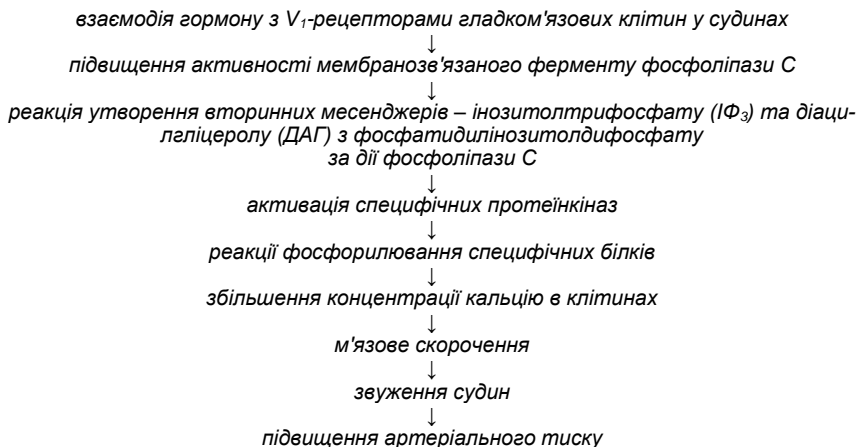 взаємодія гормону з V₁-рецепторами гладком'язових клітин у судинах
↓
підвищення активності мембранозв'язаного ферменту фосфоліпази С
↓
реакція утворення вторинних месенджерів – інозитолтрифосфату (ІФ₃) та діаци-
лгліцеролу (ДАГ) з фосфатидилінозитолдифосфату
за дії фосфоліпази С
↓
активація специфічних протеїнкіназ
↓
реакції фосфорилювання специфічних білків
↓
збільшення концентрації кальцію в клітинах
↓
м'язове скорочення
↓
звуження судин
↓
підвищення артеріального тиску